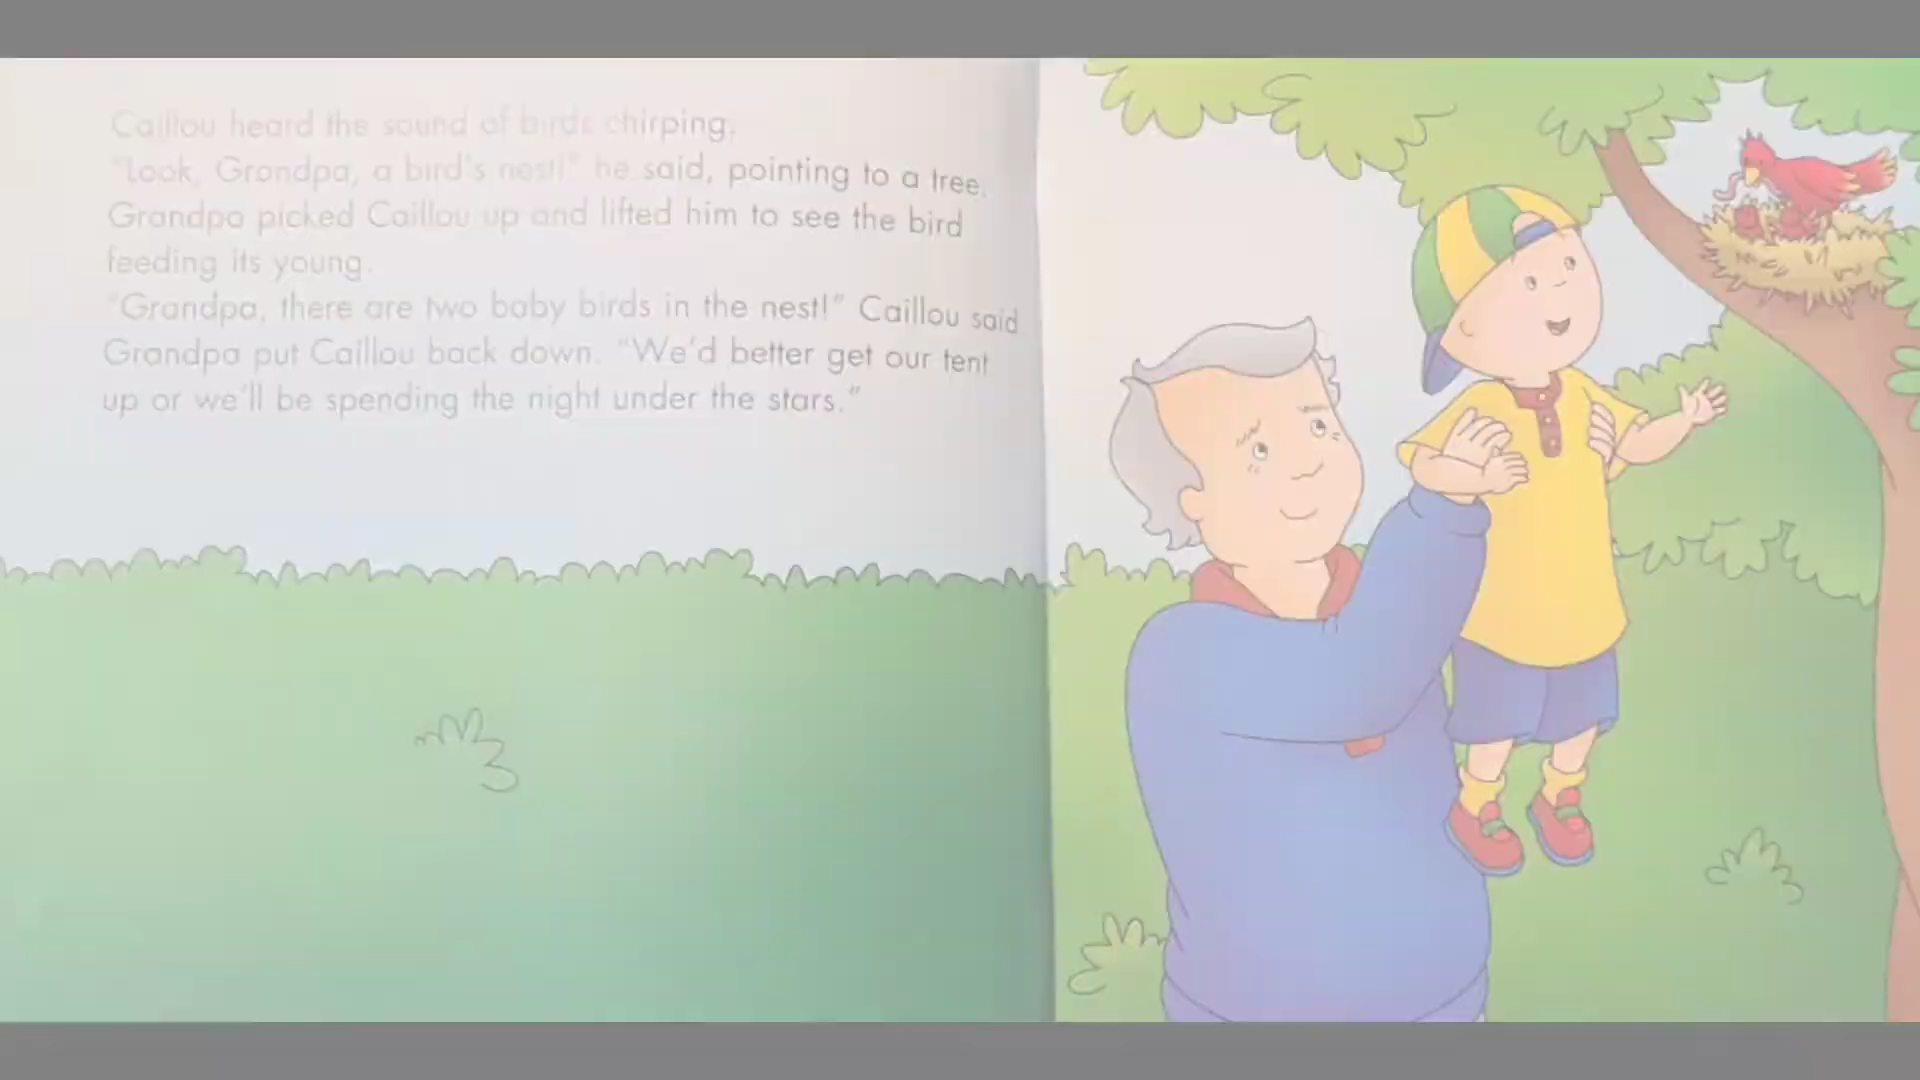 Caillou heard the sound of birds chirping.
"Look, Grandpa, a bird's nest!" he said, pointing to a tree.
Grandpa picked Caillou up and lifted him to see the bird
feeding its young.
"Grandpa, there are two baby birds in the nest!" Caillou said
Grandpa put Caillou back down. "We'd better get our tent
up or we'll be spending the night under the stars."